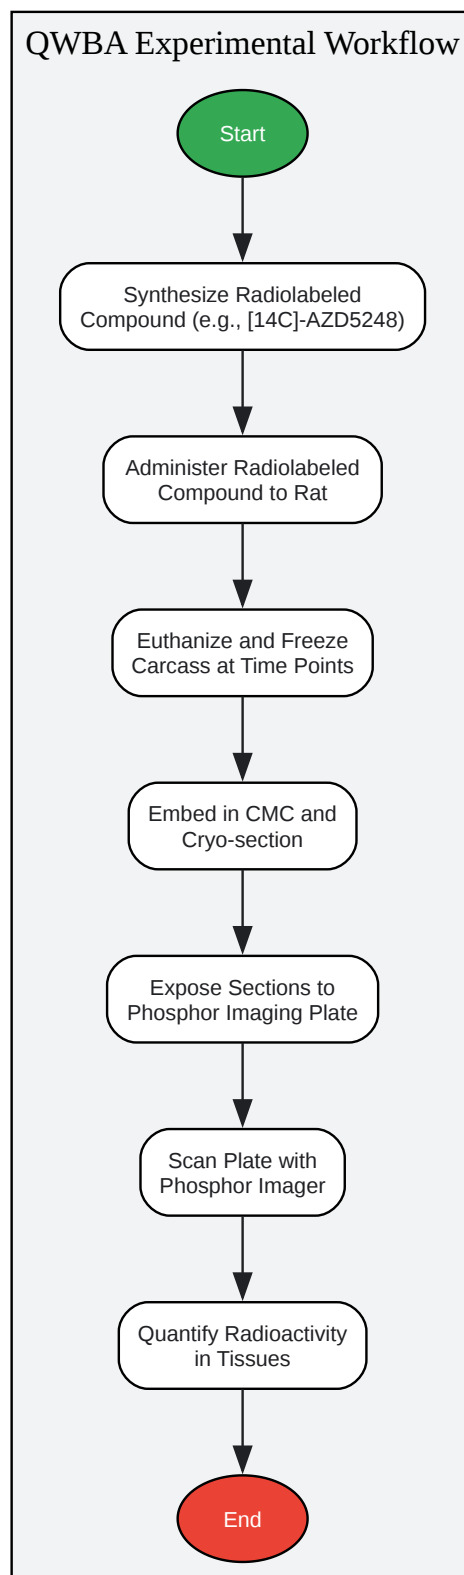 QWBA Experimental Workflow
Start
Synthesize Radiolabeled
Compound (e.g., [14C]-AZD5248)
Administer Radiolabeled
Compound to Rat
Euthanize and Freeze
Carcass at Time Points
Embed in CMC and
Cryo-section
Expose Sections to
Phosphor Imaging Plate
Scan Plate with
Phosphor Imager
Quantify Radioactivity
in Tissues
End